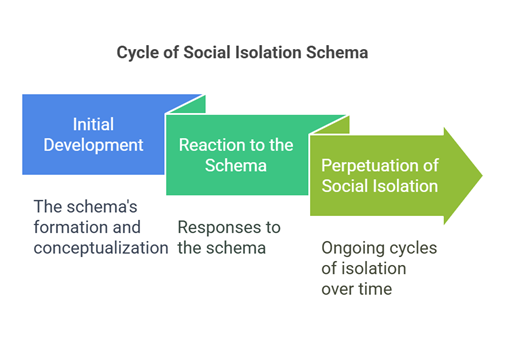 Cycle of Social Isolation Schema
Initial
Development
The schema's
formation and
conceptualization
Reaction to the
Schema
Responses to
the schema
Perpetuation of
Social Isolation
Ongoing cycles
of isolation
over time